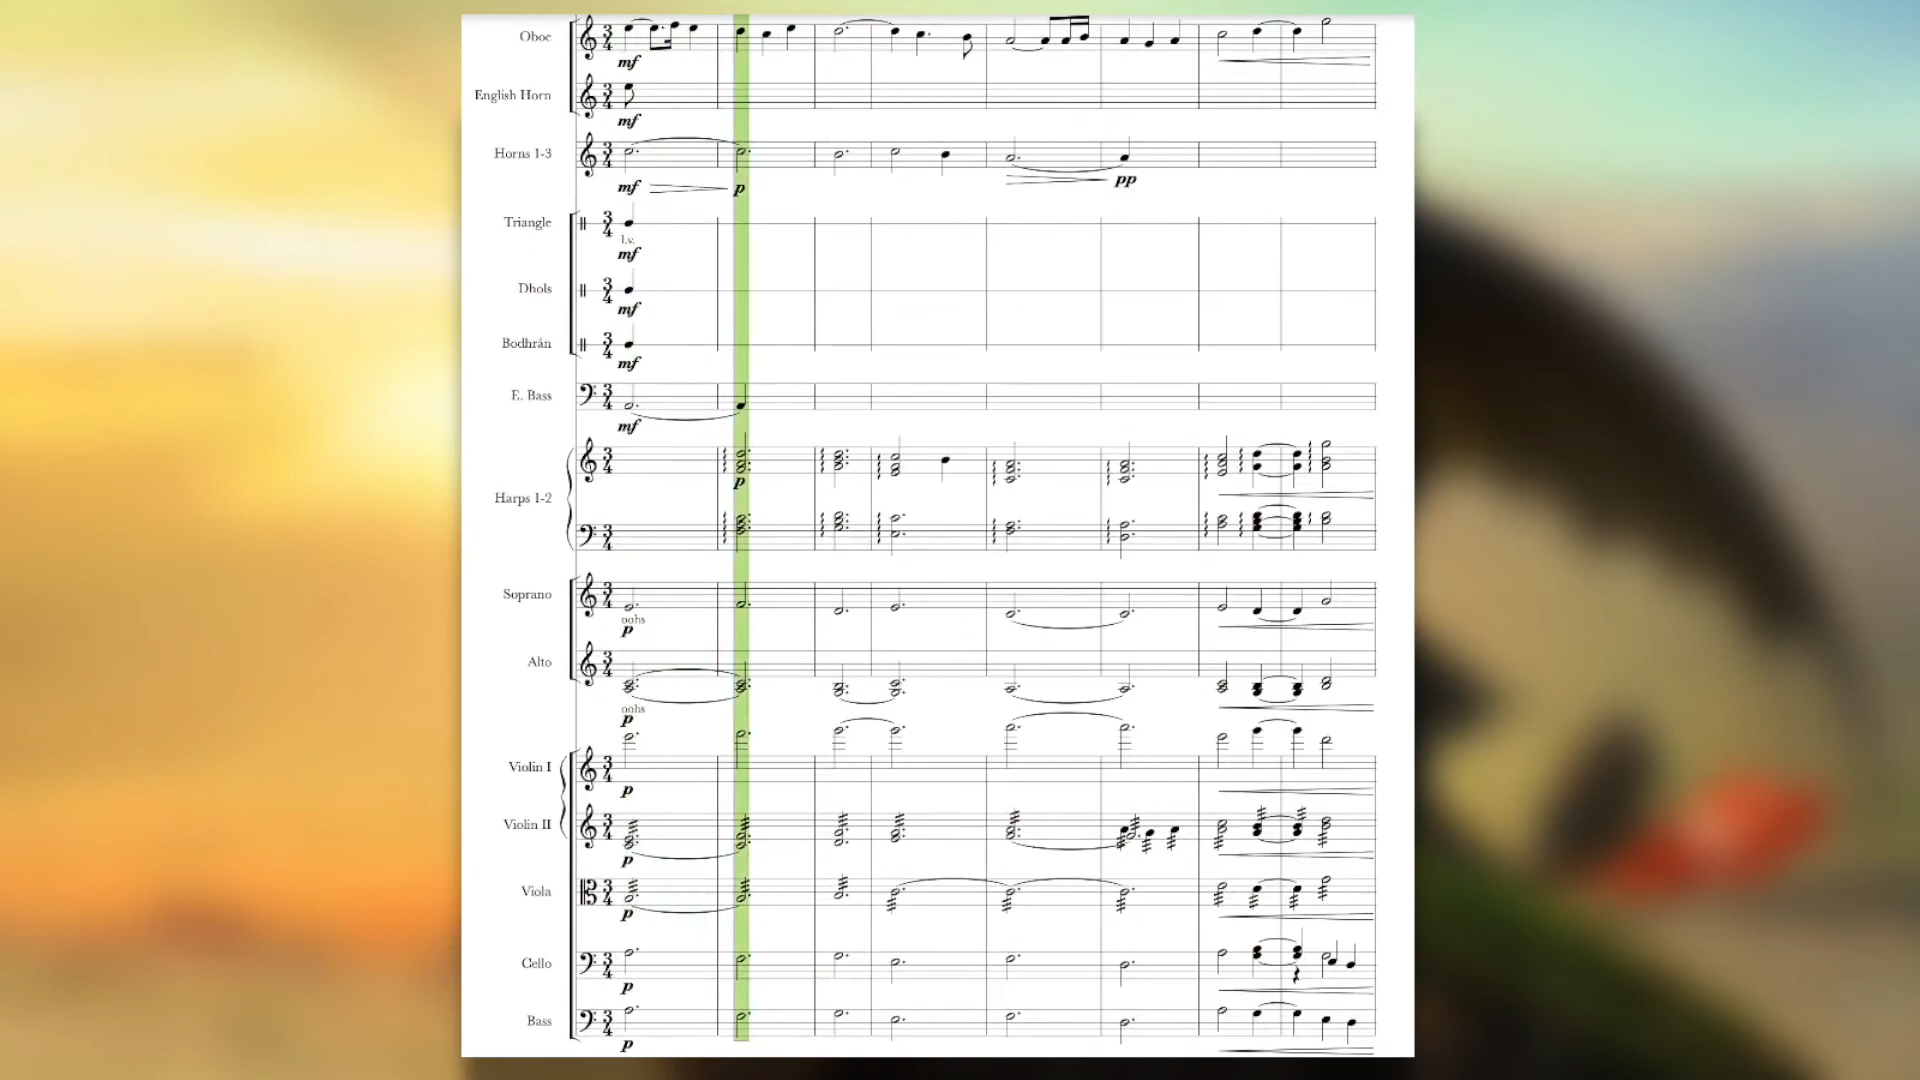 Oboe
mf
English Horn
mf
Horns 1-3
mf p pp
Triangle
l.v.
mf
Dhols
mf
Bodhrán
mf
E. Bass
mf
p
Harps 1-2
Soprano
oohs
p
Alto
oohs
p
Violin I
p
Violin II
p
Viola
p
Cello
p
Bass
p